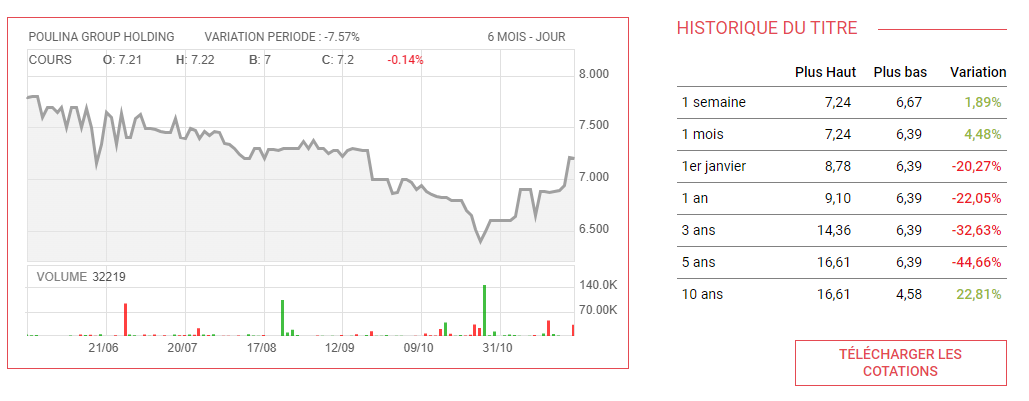 POULINA GROUP HOLDING VARIATION PERIODE : -7.57% 6 MOIS - JOUR
COURS O: 7.21 H: 7.22 B: 7 C: 7.2 -0.14%
8.000
7.500
7.000
6.500
VOLUME 32219
140.0K
70.00K
21/06 20/07 17/08 12/09 09/10 31/10
HISTORIQUE DU TITRE
Plus Haut Plus bas Variation
1 semaine 7,24 6,67 1,89%
1 mois 7,24 6,39 4,48%
1er janvier 8,78 6,39 -20,27%
1 an 9,10 6,39 -22,05%
3 ans 14,36 6,39 -32,63%
5 ans 16,61 6,39 -44,66%
10 ans 16,61 4,58 22,81%
TÉLÉCHARGER LES
COTATIONS